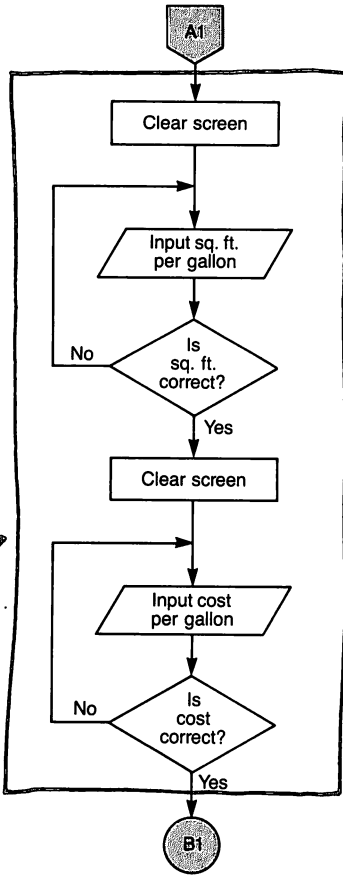 A1
Clear screen
Input sq. ft.
per gallon
Is
sq. ft.
correct?
No
Yes
Clear screen
Input cost
per gallon
Is
cost
correct?
No
Yes
B1